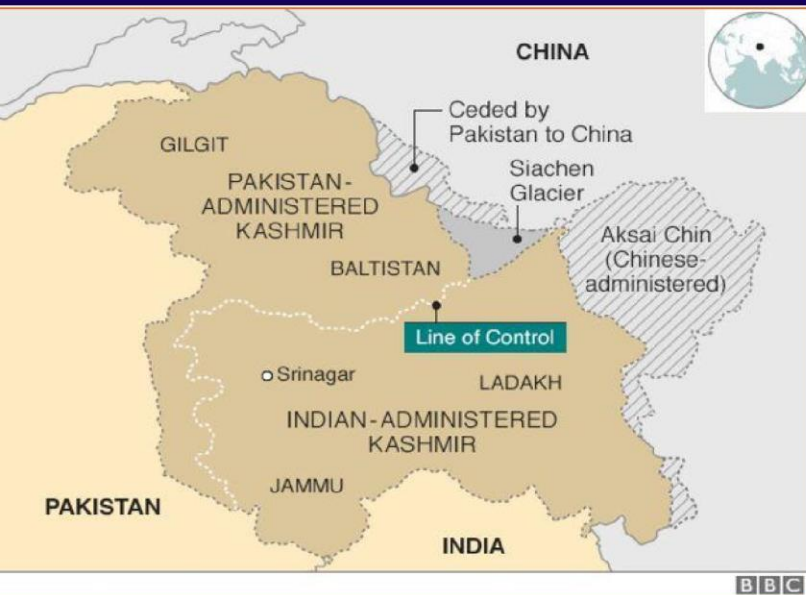 CHINA
Ceded by
Pakistan to China
Siachen
Glacier
GILGIT
PAKISTAN-
ADMINISTERED
KASHMIR
Aksai Chin
(Chinese-
administered)
BALTISTAN
Line of Control
Srinagar
LADAKH
INDIAN-ADMINISTERED
KASHMIR
JAMMU
PAKISTAN
INDIA
BBC